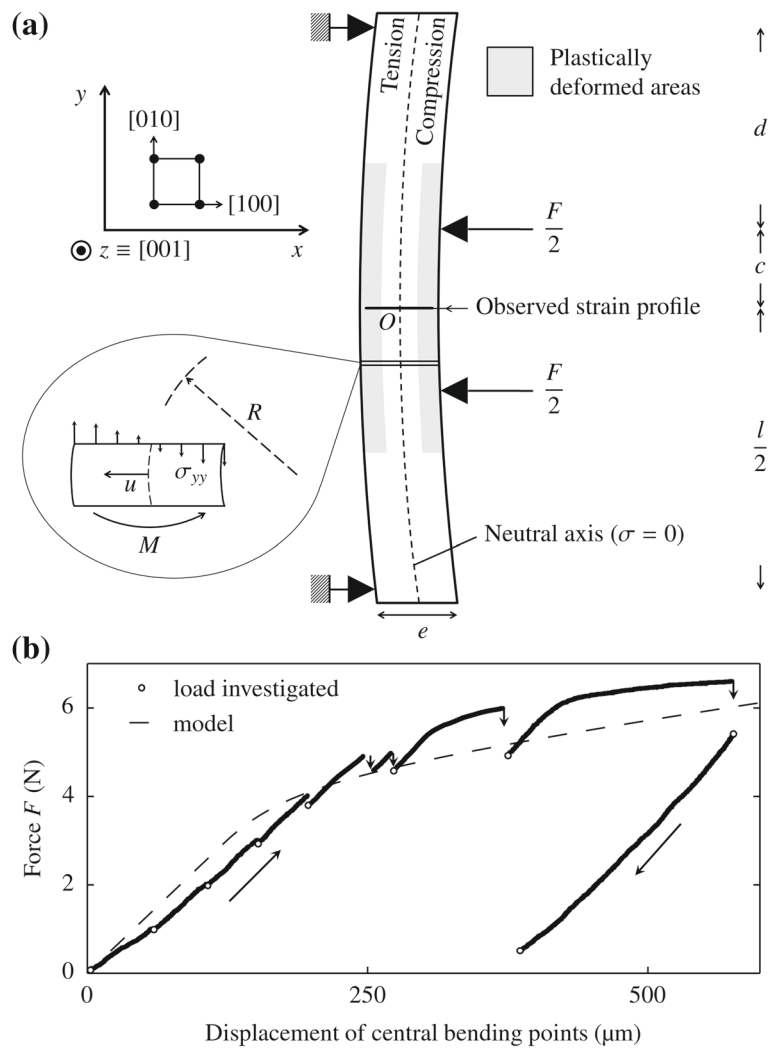 (a)
Tension
Compression
Plastically
deformed areas
y
[010]
[100]
z ≡ [001]
x
d
F
2
c
O
Observed strain profile
F
2
R
u
σyy
M
l
2
Neutral axis (σ = 0)
e
(b)
load investigated
model
Force F (N)
6
4
2
0
0
250
500
Displacement of central bending points (μm)